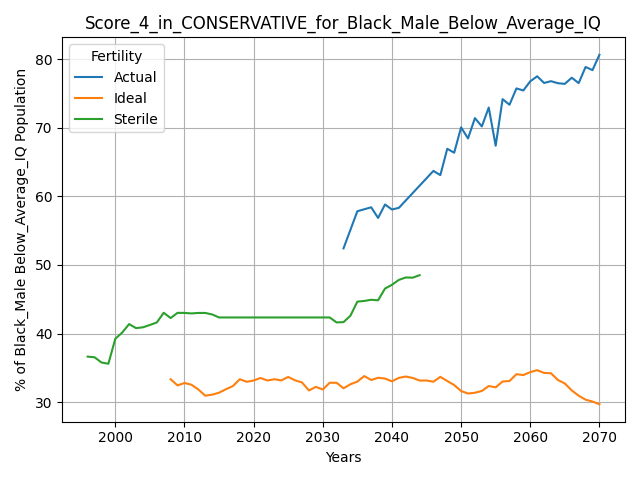 Score_4_in_CONSERVATIVE_for_Black_Male_Below_Average_IQ
Fertility
Actual
Ideal
Sterile
% of Black_Male Below_Average_IQ Population
80
70
60
50
40
30
2000
2010
2020
2030
2040
2050
2060
2070
Years